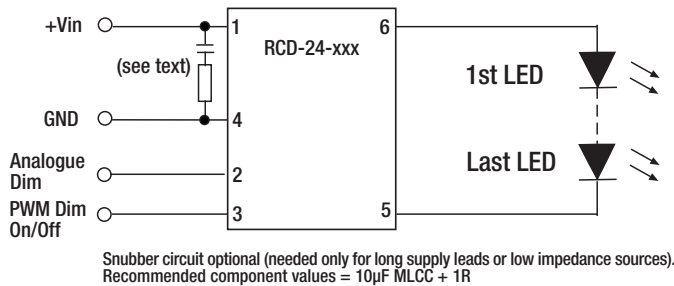 +Vin
1
6
RCD-24-xxx
(see text)
1st LED
GND
4
Analogue
Dim
2
Last LED
PWM Dim
On/Off
3
5
Snubber circuit optional (needed only for long supply leads or low impedance sources).
Recommended component values = 10µF MLCC + 1R